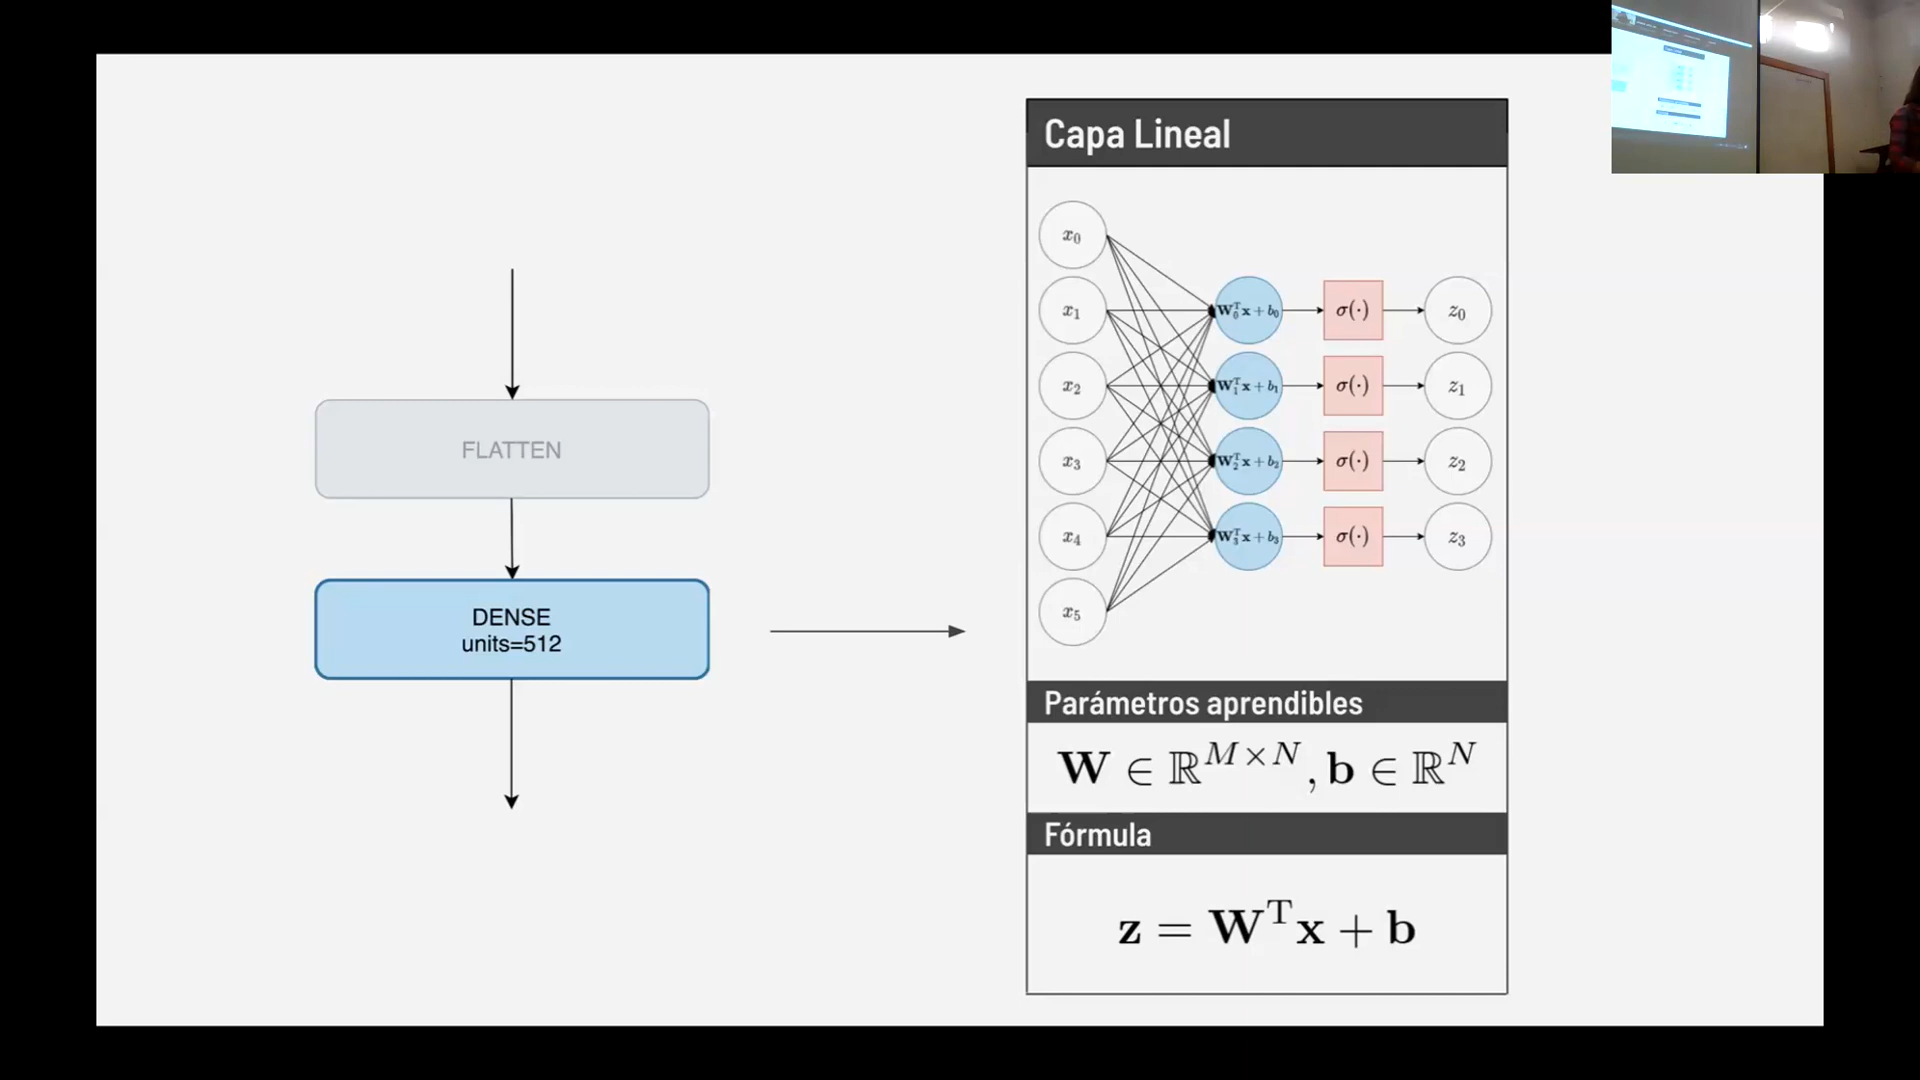 FLATTEN
DENSE
units=512
Capa Lineal
x₀
x₁
x₂
x₃
x₄
x₅
W₀ᵀx + b₀
W₁ᵀx + b₁
W₂ᵀx + b₂
W₃ᵀx + b₃
σ(·)
σ(·)
σ(·)
σ(·)
z₀
z₁
z₂
z₃
Parámetros aprendibles
W ∈ ℝ^{M×N}, b ∈ ℝ^N
Fórmula
z = Wᵀx + b